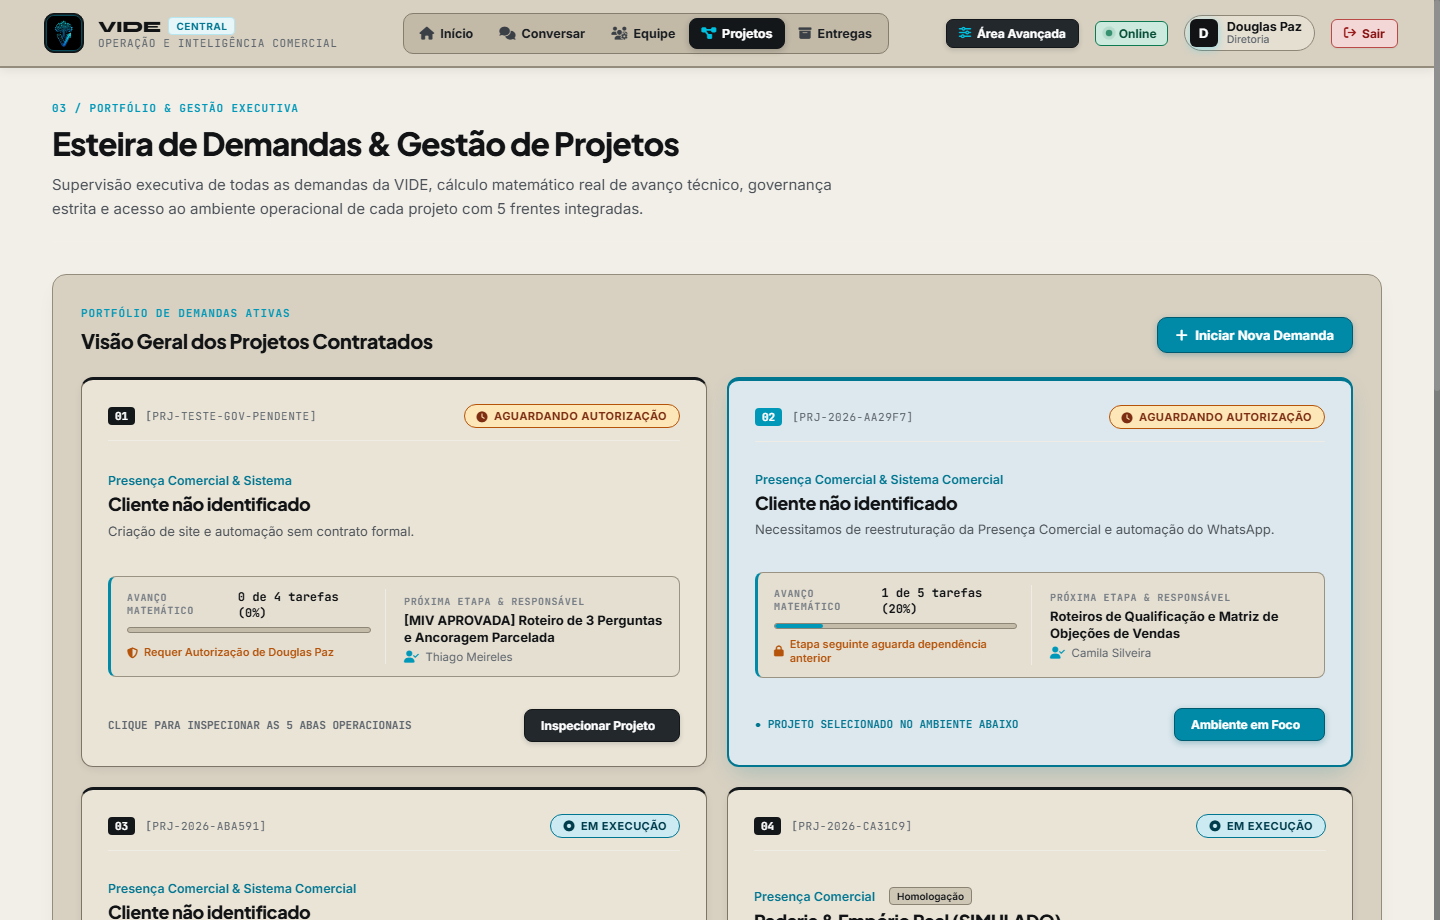 VIDE CENTRAL
OPERAÇÃO E INTELIGÊNCIA COMERCIAL
Início
Conversar
Equipe
Projetos
Entregas
Área Avançada
Online
D
Douglas Paz
Diretoria
Sair
03 / PORTFÓLIO & GESTÃO EXECUTIVA
Esteira de Demandas & Gestão de Projetos
Supervisão executiva de todas as demandas da VIDE, cálculo matemático real de avanço técnico, governança
estrita e acesso ao ambiente operacional de cada projeto com 5 frentes integradas.
PORTFÓLIO DE DEMANDAS ATIVAS
Visão Geral dos Projetos Contratados
Iniciar Nova Demanda
01 [PRJ-TESTE-GOV-PENDENTE]
AGUARDANDO AUTORIZAÇÃO
Presença Comercial & Sistema
Cliente não identificado
Criação de site e automação sem contrato formal.
AVANÇO
MATEMÁTICO
0 de 4 tarefas
(0%)
Requer Autorização de Douglas Paz
PRÓXIMA ETAPA & RESPONSÁVEL
[MIV APROVADA] Roteiro de 3 Perguntas
e Ancoragem Parcelada
Thiago Meireles
CLIQUE PARA INSPECIONAR AS 5 ABAS OPERACIONAIS
Inspecionar Projeto
02 [PRJ-2026-AA29F7]
AGUARDANDO AUTORIZAÇÃO
Presença Comercial & Sistema Comercial
Cliente não identificado
Necessitamos de reestruturação da Presença Comercial e automação do WhatsApp.
AVANÇO
MATEMÁTICO
1 de 5 tarefas
(20%)
Etapa seguinte aguarda dependência
anterior
PRÓXIMA ETAPA & RESPONSÁVEL
Roteiros de Qualificação e Matriz de
Objeções de Vendas
Camila Silveira
• PROJETO SELECIONADO NO AMBIENTE ABAIXO
Ambiente em Foco
03 [PRJ-2026-ABA591]
EM EXECUÇÃO
Presença Comercial & Sistema Comercial
Cliente não identificado
04 [PRJ-2026-CA31C9]
EM EXECUÇÃO
Presença Comercial Homologação
Padaria & Empório Real (SIMULADO)